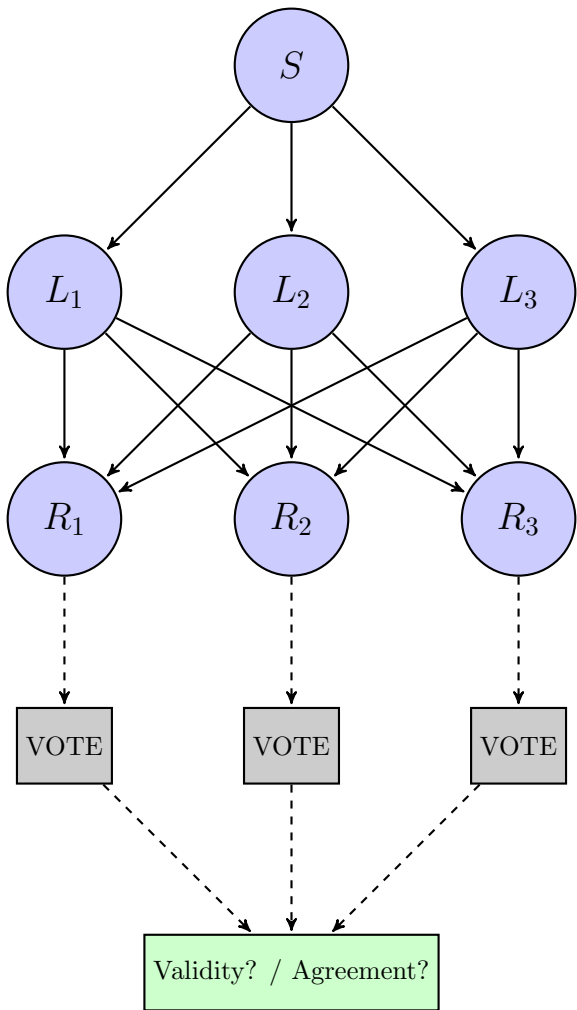 S
L₁ L₂ L₃
R₁ R₂ R₃
VOTE VOTE VOTE
Validity? / Agreement?